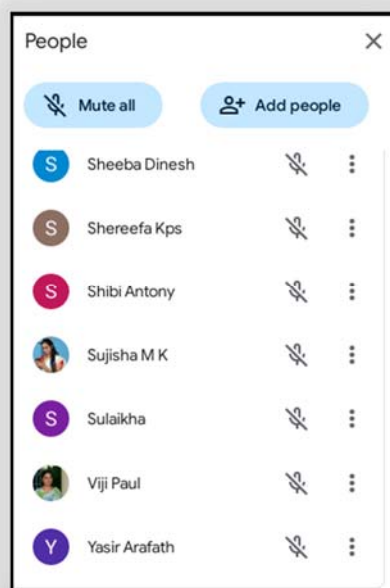 People
Mute all
Add people
S Sheeba Dinesh
S Shereefa Kps
S Shibi Antony
Sujisha M K
S Sulaikha
Viji Paul
Y Yasir Arafath